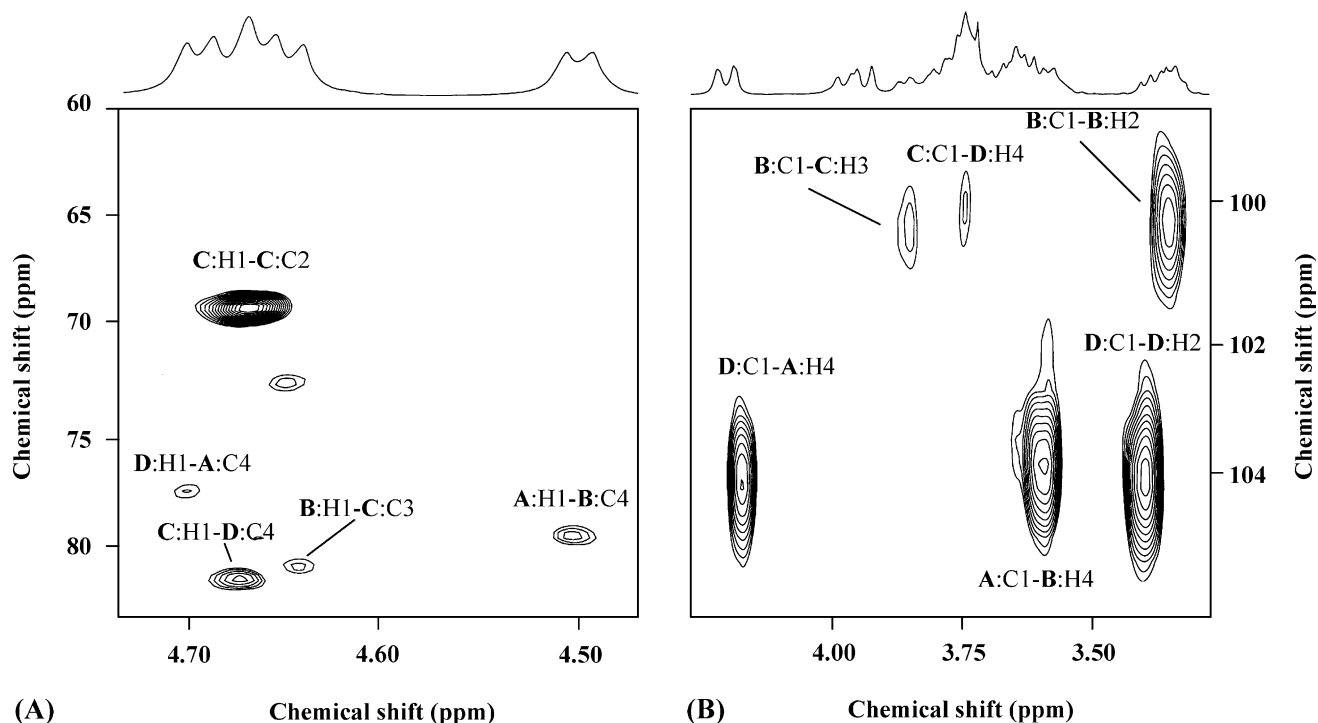 60
65
70
75
80
Chemical shift (ppm)
C:H1-C:C2
D:H1-A:C4
C:H1-D:C4
B:H1-C:C3
A:H1-B:C4
4.70
4.60
4.50
(A)
Chemical shift (ppm)
B:C1-B:H2
C:C1-D:H4
B:C1-C:H3
D:C1-D:H2
D:C1-A:H4
A:C1-B:H4
100
102
104
Chemical shift (ppm)
4.00
3.75
3.50
(B)
Chemical shift (ppm)